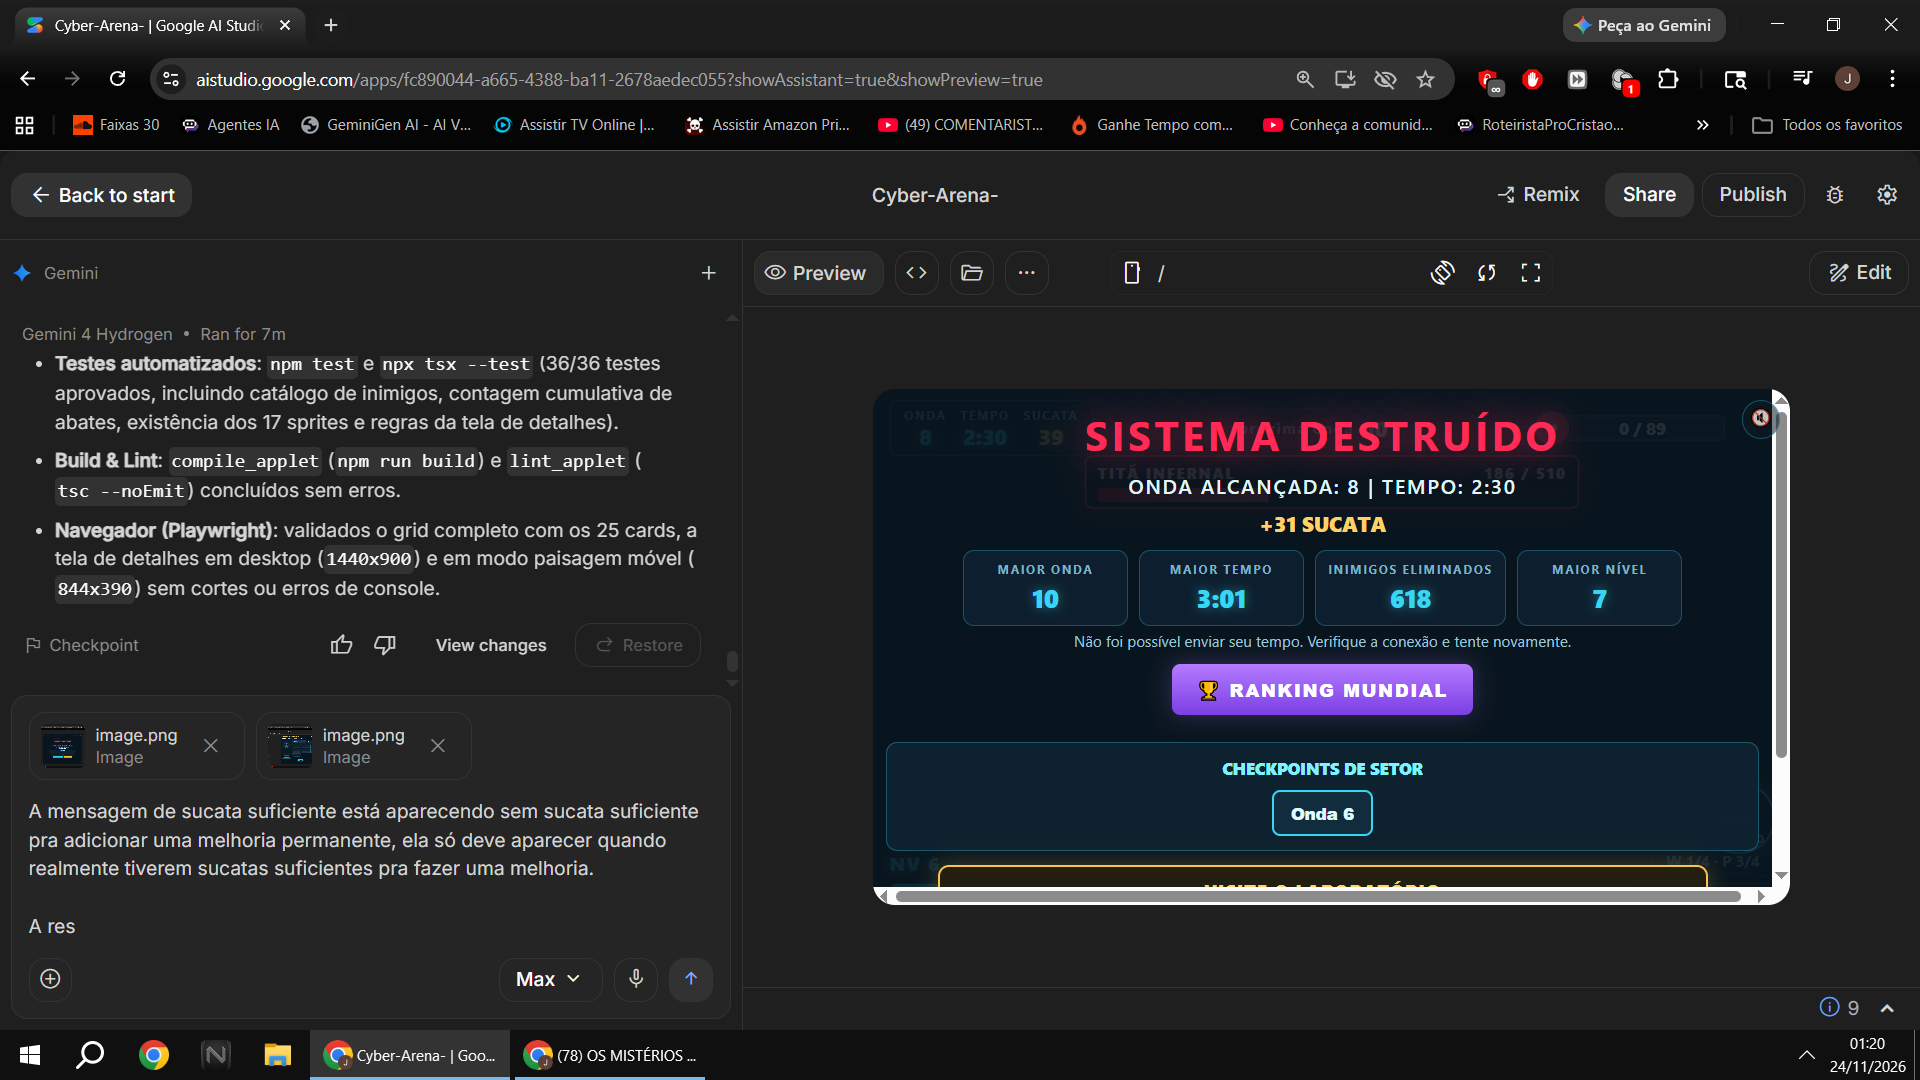 Cyber-Arena- | Google AI Studi
Peça ao Gemini
aistudio.google.com/apps/fc890044-a665-4388-ba11-2678aedec055?showAssistant=true&showPreview=true
1
J
Faixas 30
Agentes IA
GeminiGen AI - AI V...
Assistir TV Online |...
Assistir Amazon Pri...
(49) COMENTARIST...
Ganhe Tempo com...
Conheça a comunid...
RoteiristaProCristao...
Todos os favoritos
Back to start
Cyber-Arena-
Remix
Share
Publish
Gemini
Preview
/
Edit
Gemini 4 Hydrogen • Ran for 7m
• Testes automatizados: npm test e npx tsx --test (36/36 testes
aprovados, incluindo catálogo de inimigos, contagem cumulativa de
abates, existência dos 17 sprites e regras da tela de detalhes).
• Build & Lint: compile_applet (npm run build) e lint_applet (
tsc --noEmit) concluídos sem erros.
• Navegador (Playwright): validados o grid completo com os 25 cards, a
tela de detalhes em desktop (1440x900) e em modo paisagem móvel (
844x390) sem cortes ou erros de console.
Checkpoint
View changes
Restore
image.png
Image
image.png
Image
A mensagem de sucata suficiente está aparecendo sem sucata suficiente
pra adicionar uma melhoria permanente, ela só deve aparecer quando
realmente tiverem sucatas suficientes pra fazer uma melhoria.
A res
Max
ONDA
8
TEMPO
2:30
SUCATA
39
0 / 89
SISTEMA DESTRUÍDO
TITÃ INFERNAL
186 / 510
ONDA ALCANÇADA: 8 | TEMPO: 2:30
+31 SUCATA
MAIOR ONDA
10
MAIOR TEMPO
3:01
INIMIGOS ELIMINADOS
618
MAIOR NÍVEL
7
Não foi possível enviar seu tempo. Verifique a conexão e tente novamente.
RANKING MUNDIAL
CHECKPOINTS DE SETOR
Onda 6
NV 6
W 1/4 · P 3/4
VISITE O LABORATÓRIO
9
Cyber-Arena- | Goo...
(78) OS MISTÉRIOS ...
01:20
24/11/2026